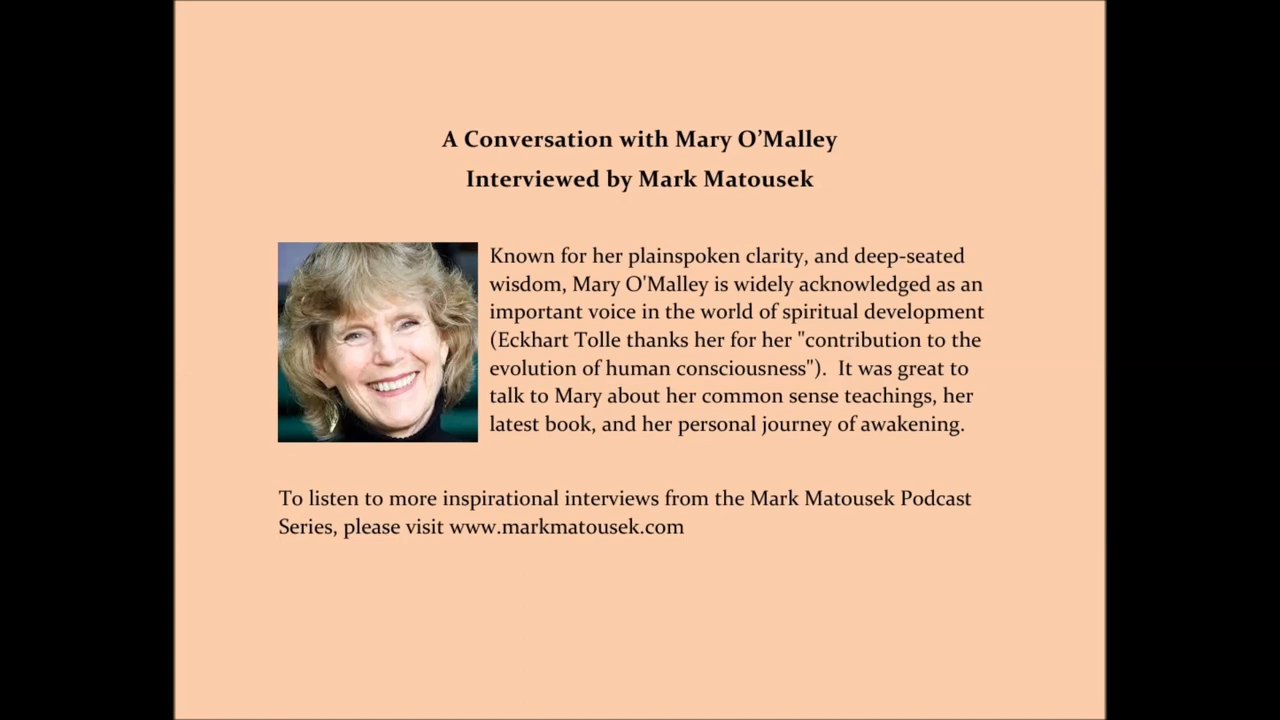 A Conversation with Mary O’Malley
Interviewed by Mark Matousek
Known for her plainspoken clarity, and deep-seated
wisdom, Mary O'Malley is widely acknowledged as an
important voice in the world of spiritual development
(Eckhart Tolle thanks her for her "contribution to the
evolution of human consciousness").  It was great to
talk to Mary about her common sense teachings, her
latest book, and her personal journey of awakening.
To listen to more inspirational interviews from the Mark Matousek Podcast
Series, please visit www.markmatousek.com